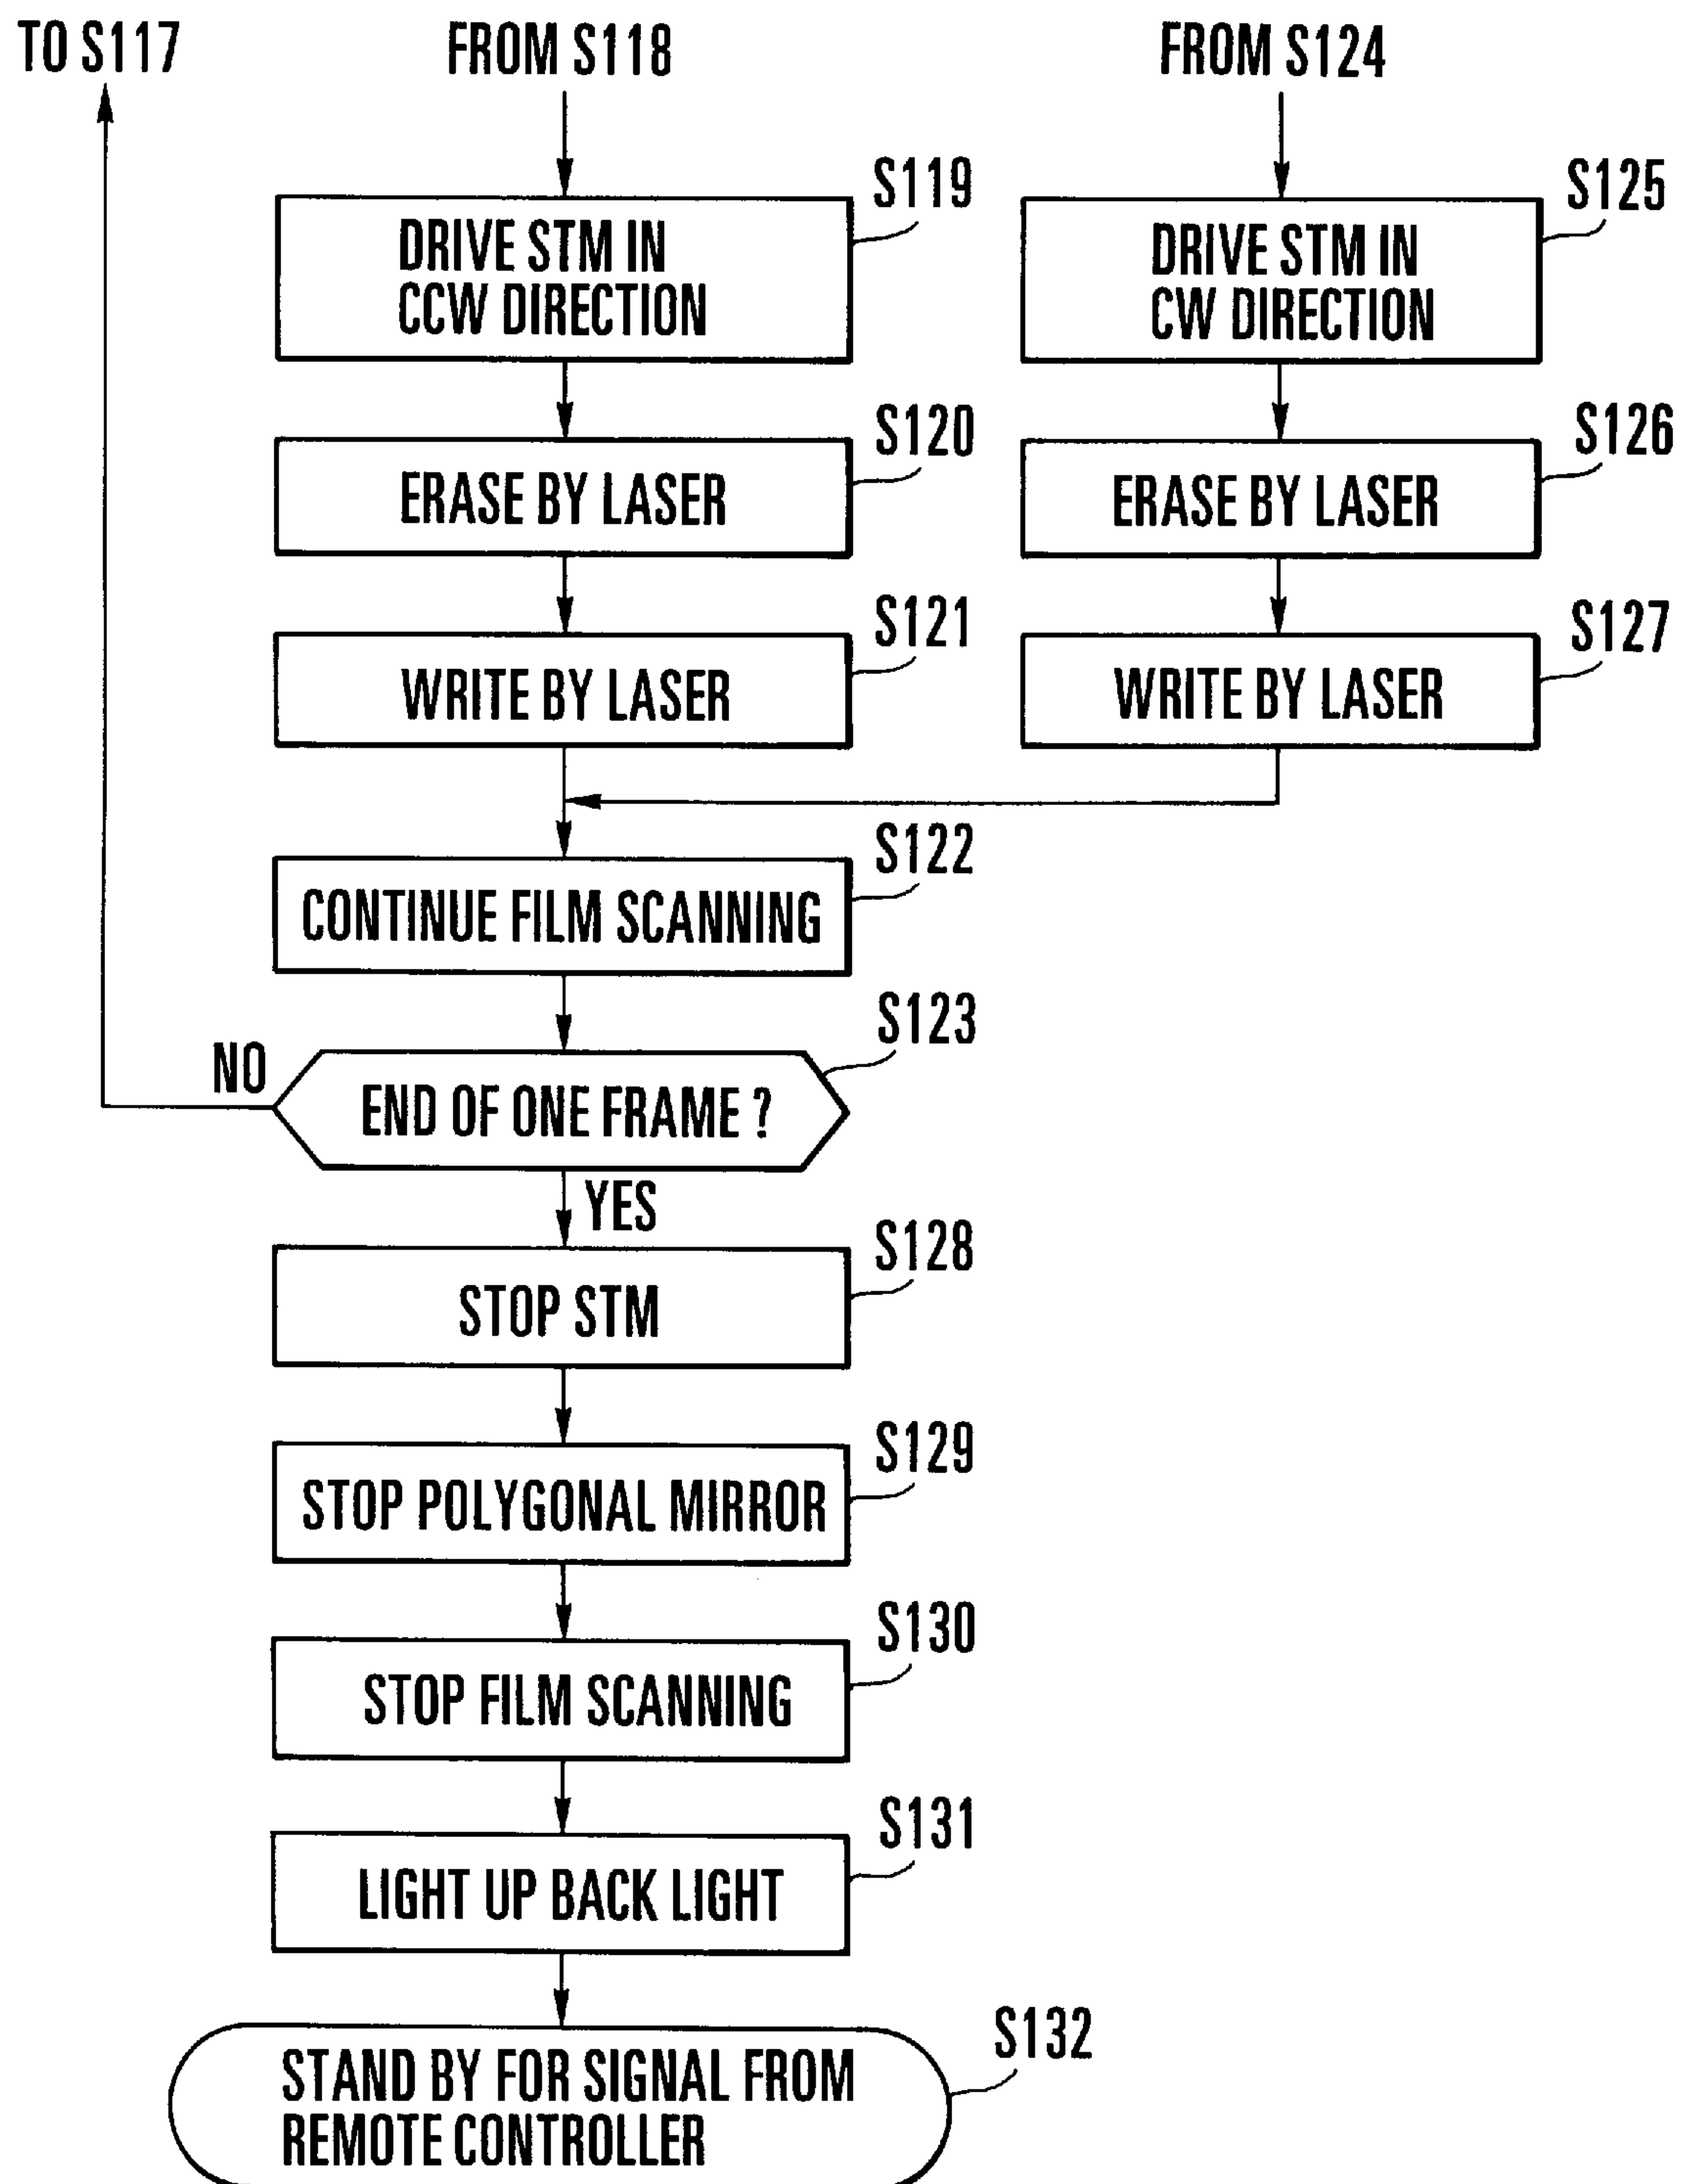 TO S117
FROM S118
FROM S124
S119
DRIVE STM IN
CCW DIRECTION
S125
DRIVE STM IN
CW DIRECTION
S120
ERASE BY LASER
S126
ERASE BY LASER
S121
WRITE BY LASER
S127
WRITE BY LASER
S122
CONTINUE FILM SCANNING
S123
NO
END OF ONE FRAME ?
YES
S128
STOP STM
S129
STOP POLYGONAL MIRROR
S130
STOP FILM SCANNING
S131
LIGHT UP BACK LIGHT
S132
STAND BY FOR SIGNAL FROM
REMOTE CONTROLLER